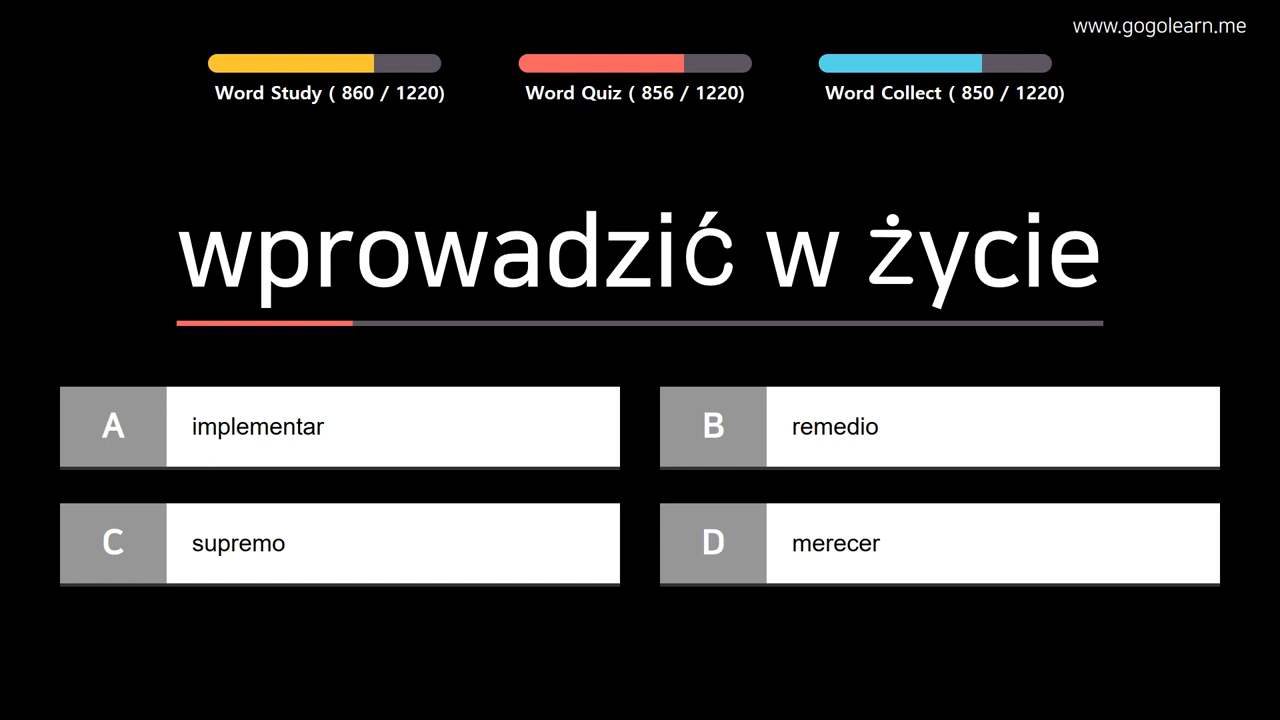 www.gogolearn.me
Word Study ( 860 / 1220)
Word Quiz ( 856 / 1220)
Word Collect ( 850 / 1220)
wprowadzić w życie
A implementar
B remedio
C supremo
D merecer